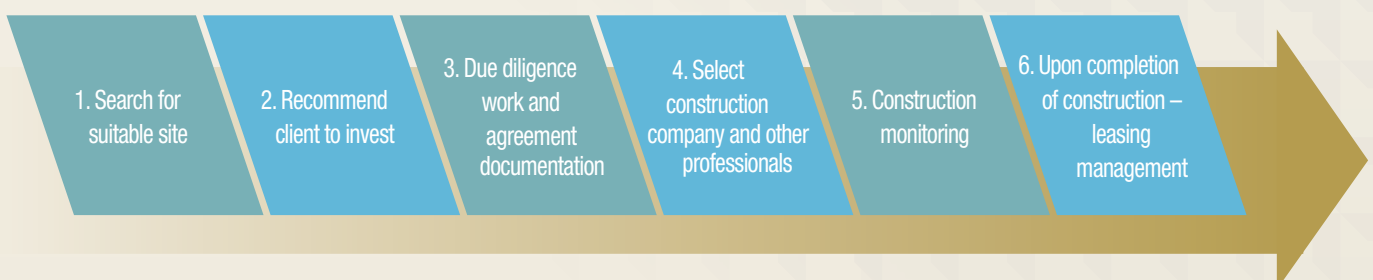 1. Search for
suitable site
2. Recommend
client to invest
3. Due diligence
work and
agreement
documentation
4. Select
construction
company and other
professionals
5. Construction
monitoring
6. Upon completion
of construction –
leasing
management